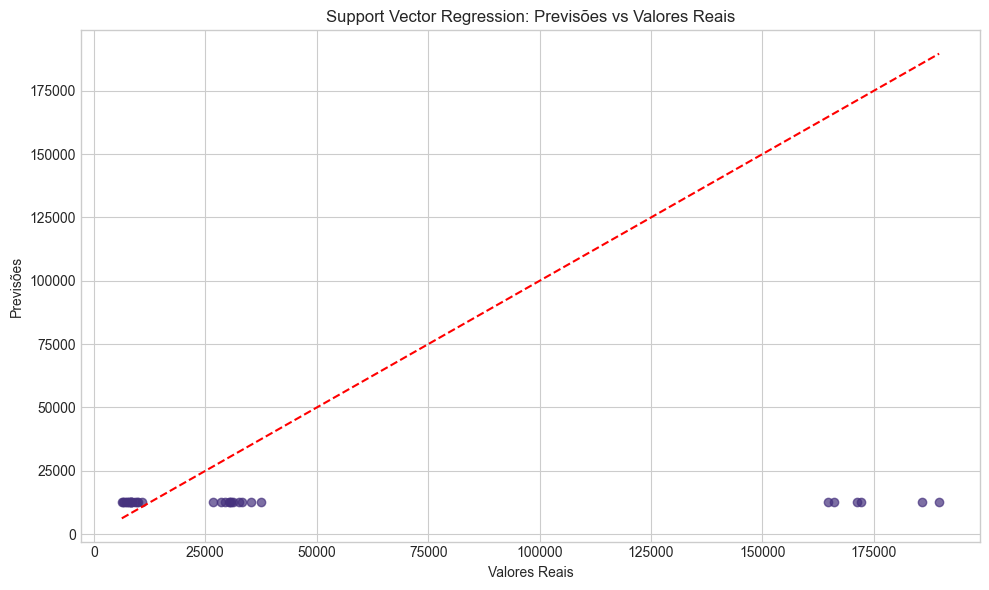 Support Vector Regression: Previsões vs Valores Reais
Previsões
175000
150000
125000
100000
75000
50000
25000
0
0 25000 50000 75000 100000 125000 150000 175000
Valores Reais